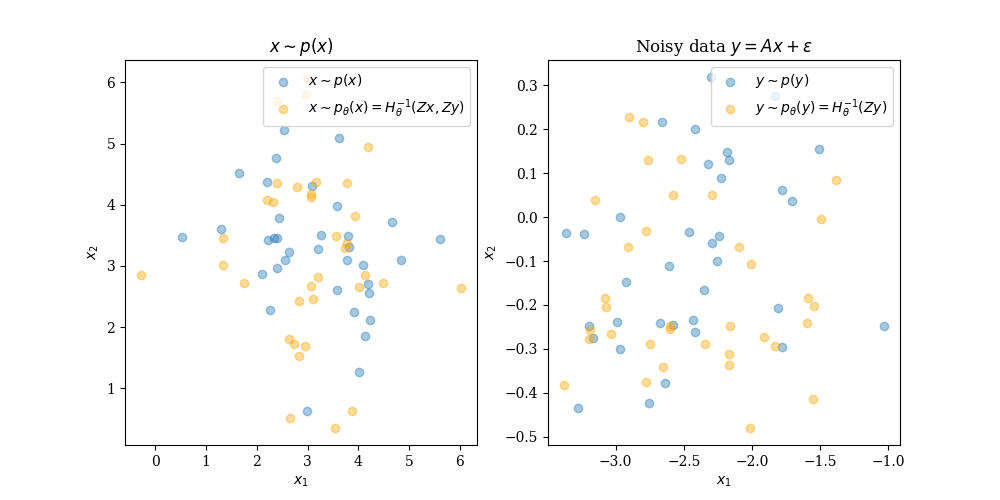 x ~ p(x)
x ~ p(x)
x ~ p_θ(x) = H_θ^{-1}(Zx, Zy)
6
5
4
3
2
1
x_2
0 1 2 3 4 5 6
x_1
Noisy data y = Ax + ε
y ~ p(y)
y ~ p_θ(y) = H_θ^{-1}(Zy)
0.3
0.2
0.1
0.0
−0.1
−0.2
−0.3
−0.4
−0.5
x_2
−3.0 −2.5 −2.0 −1.5 −1.0
x_1